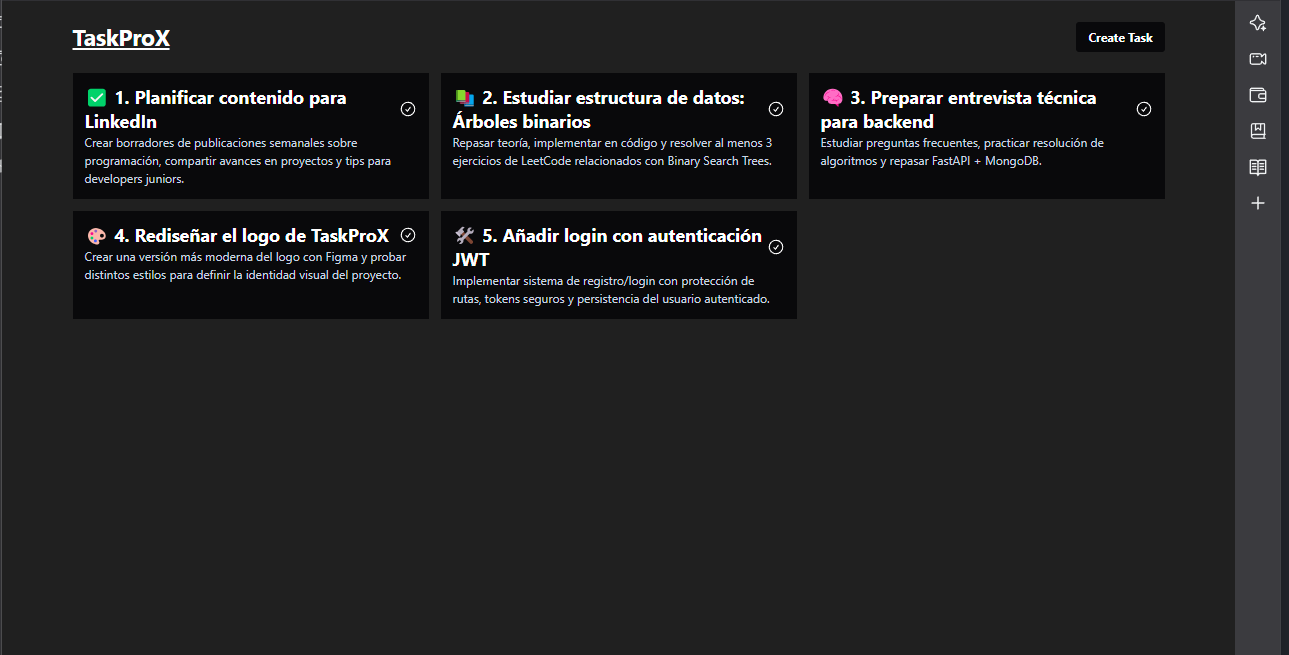 TaskProX
Create Task
✅ 1. Planificar contenido para
LinkedIn
Crear borradores de publicaciones semanales sobre
programación, compartir avances en proyectos y tips para
developers juniors.
📚 2. Estudiar estructura de datos:
Árboles binarios
Repasar teoría, implementar en código y resolver al menos 3
ejercicios de LeetCode relacionados con Binary Search Trees.
🧠 3. Preparar entrevista técnica
para backend
Estudiar preguntas frecuentes, practicar resolución de
algoritmos y repasar FastAPI + MongoDB.
🎨 4. Rediseñar el logo de TaskProX
Crear una versión más moderna del logo con Figma y probar
distintos estilos para definir la identidad visual del proyecto.
🛠 5. Añadir login con autenticación
JWT
Implementar sistema de registro/login con protección de
rutas, tokens seguros y persistencia del usuario autenticado.